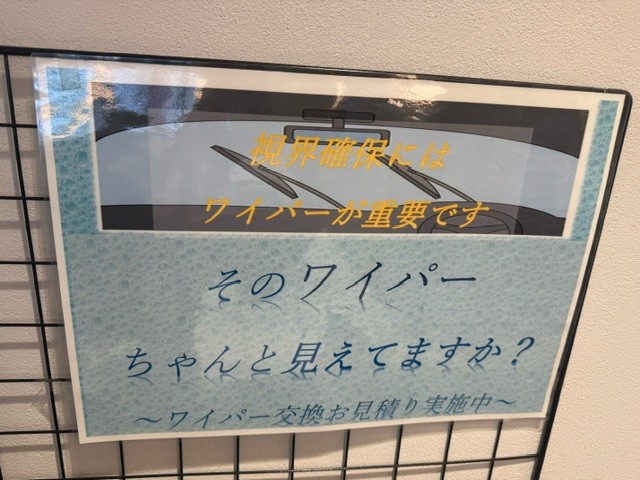 視界確保には
ワイパーが重要です
そのワイパー
ちゃんと見えてますか？
～ワイパー交換お見積り実施中～